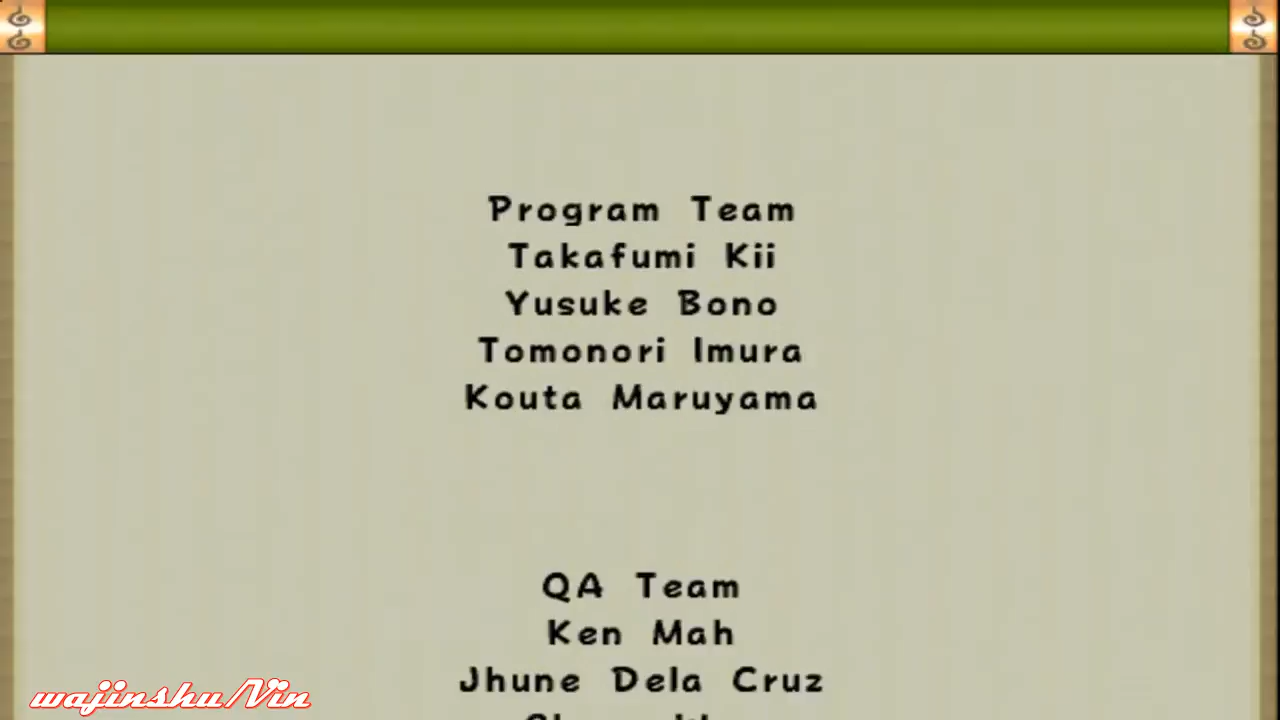 Program Team
Takafumi Kii
Yusuke Bono
Tomonori Imura
Kouta Maruyama
QA Team
Ken Mah
Jhune Dela Cruz
wajinshu/Vin